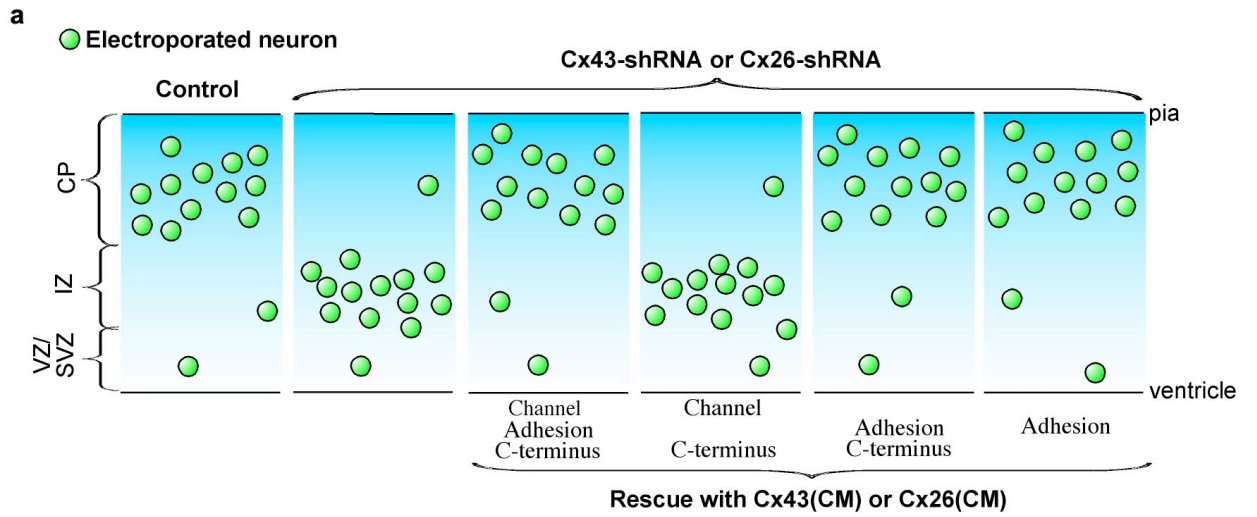 a
Electroporated neuron
Cx43-shRNA or Cx26-shRNA
Control
pia
CP
IZ
VZ/
SVZ
ventricle
Channel
Adhesion
C-terminus
Channel
C-terminus
Adhesion
C-terminus
Adhesion
Rescue with Cx43(CM) or Cx26(CM)